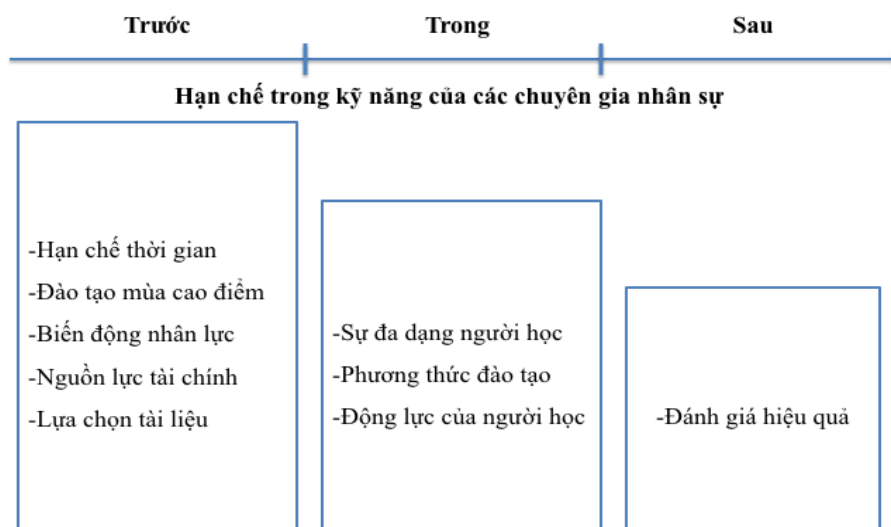 Trước Trong Sau
Hạn chế trong kỹ năng của các chuyên gia nhân sự
-Hạn chế thời gian
-Đào tạo mùa cao điểm
-Biến động nhân lực
-Nguồn lực tài chính
-Lựa chọn tài liệu
-Sự đa dạng người học
-Phương thức đào tạo
-Động lực của người học
-Đánh giá hiệu quả